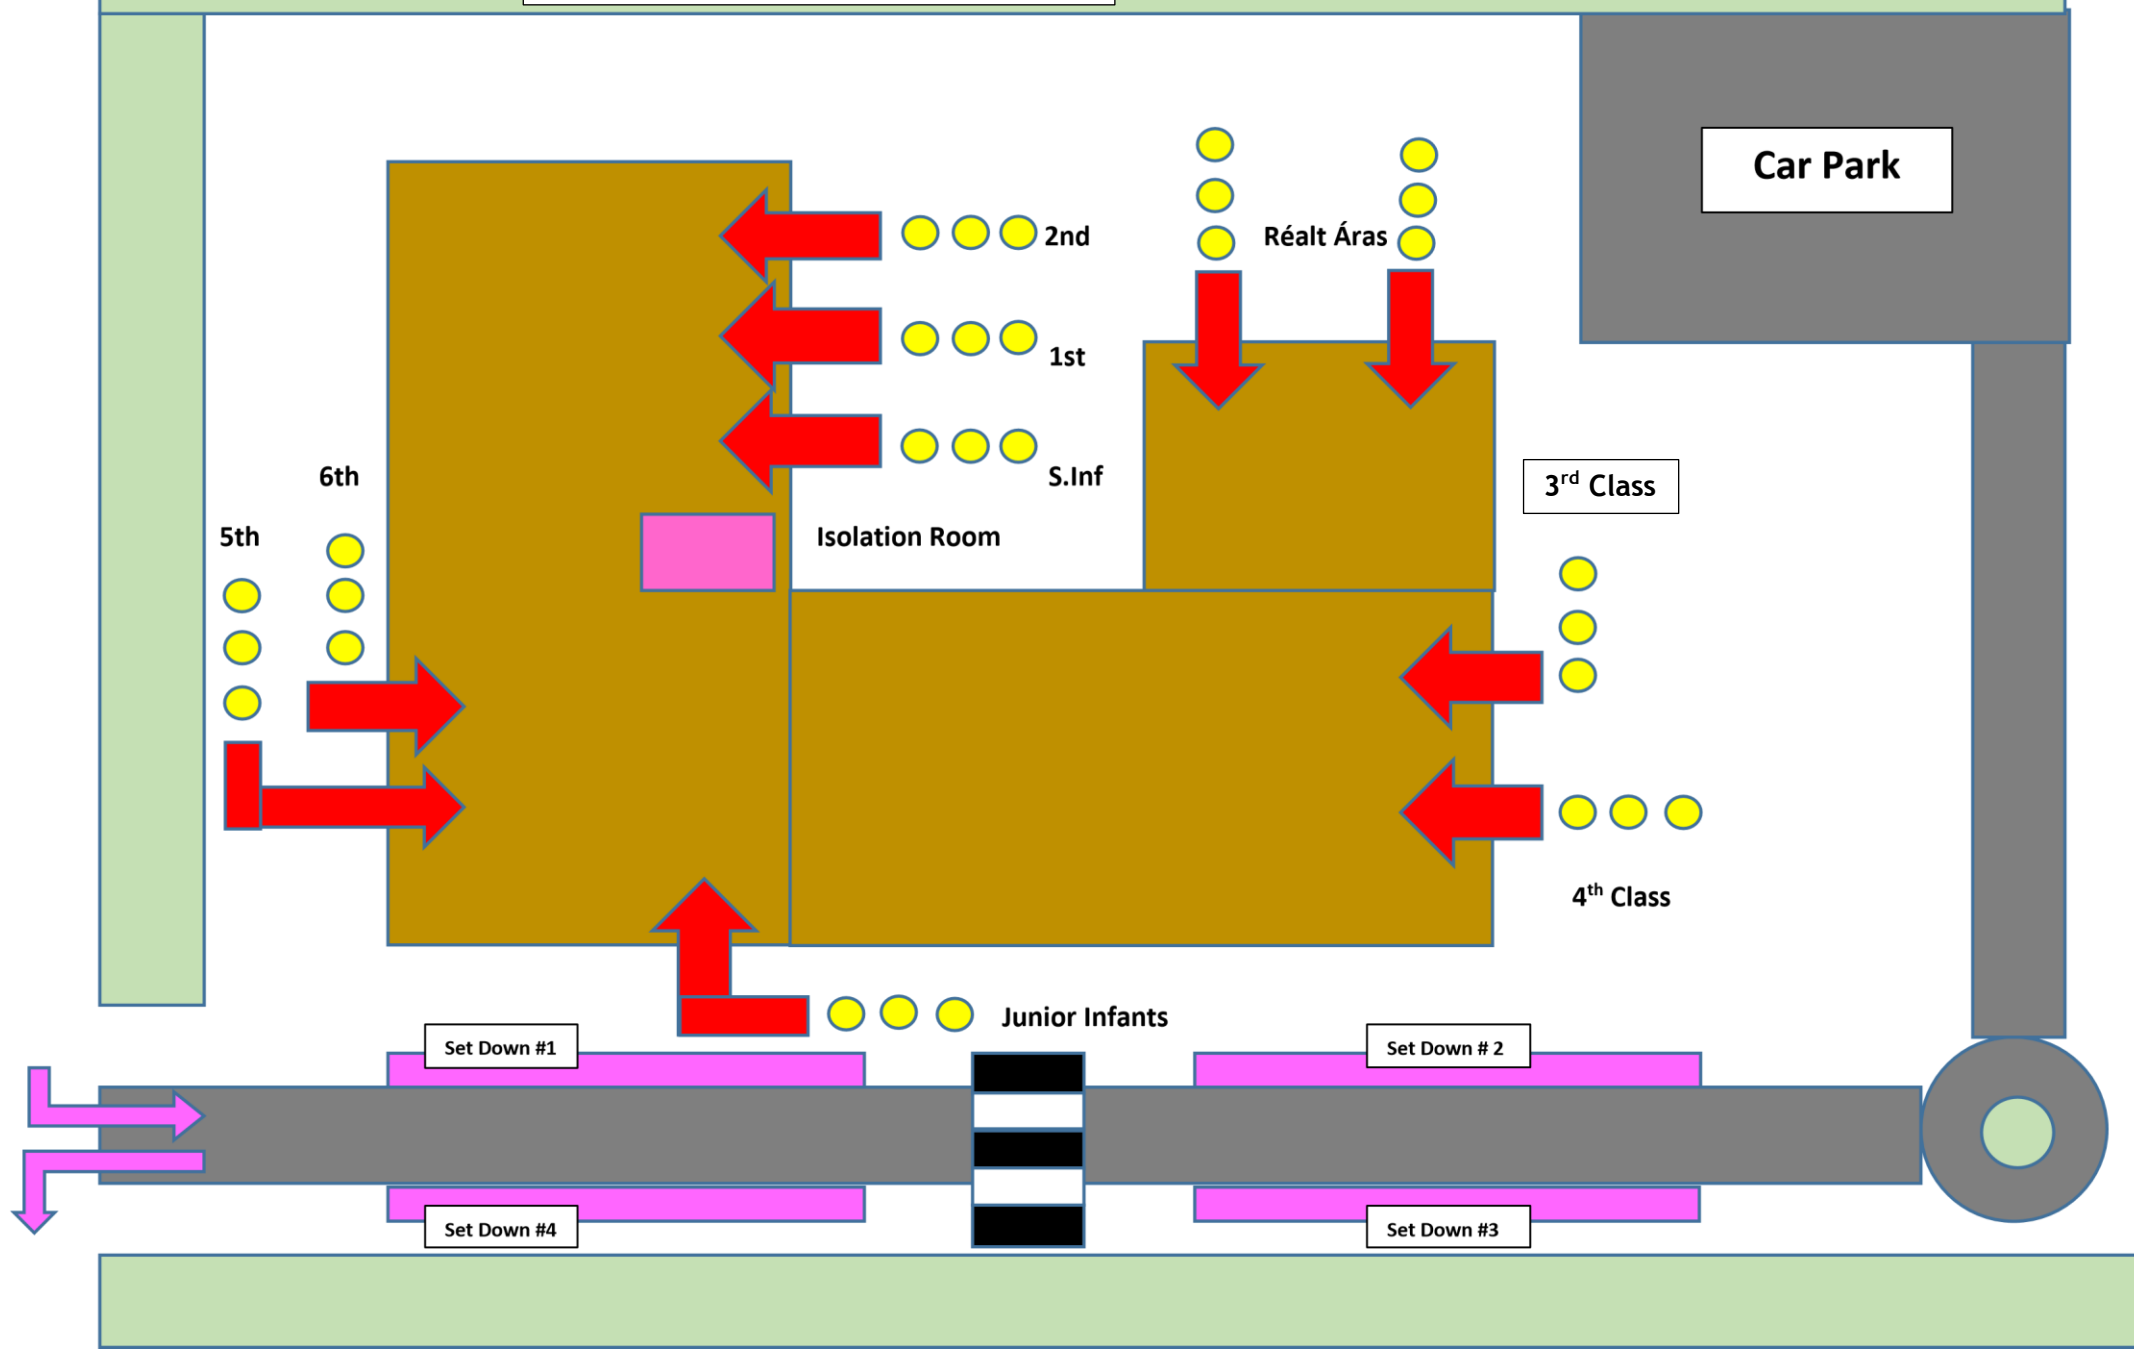 Car Park
2nd
Réalt Áras
1st
6th
S.Inf
3rd Class
5th
Isolation Room
4th Class
Junior Infants
Set Down #1
Set Down # 2
Set Down #4
Set Down #3